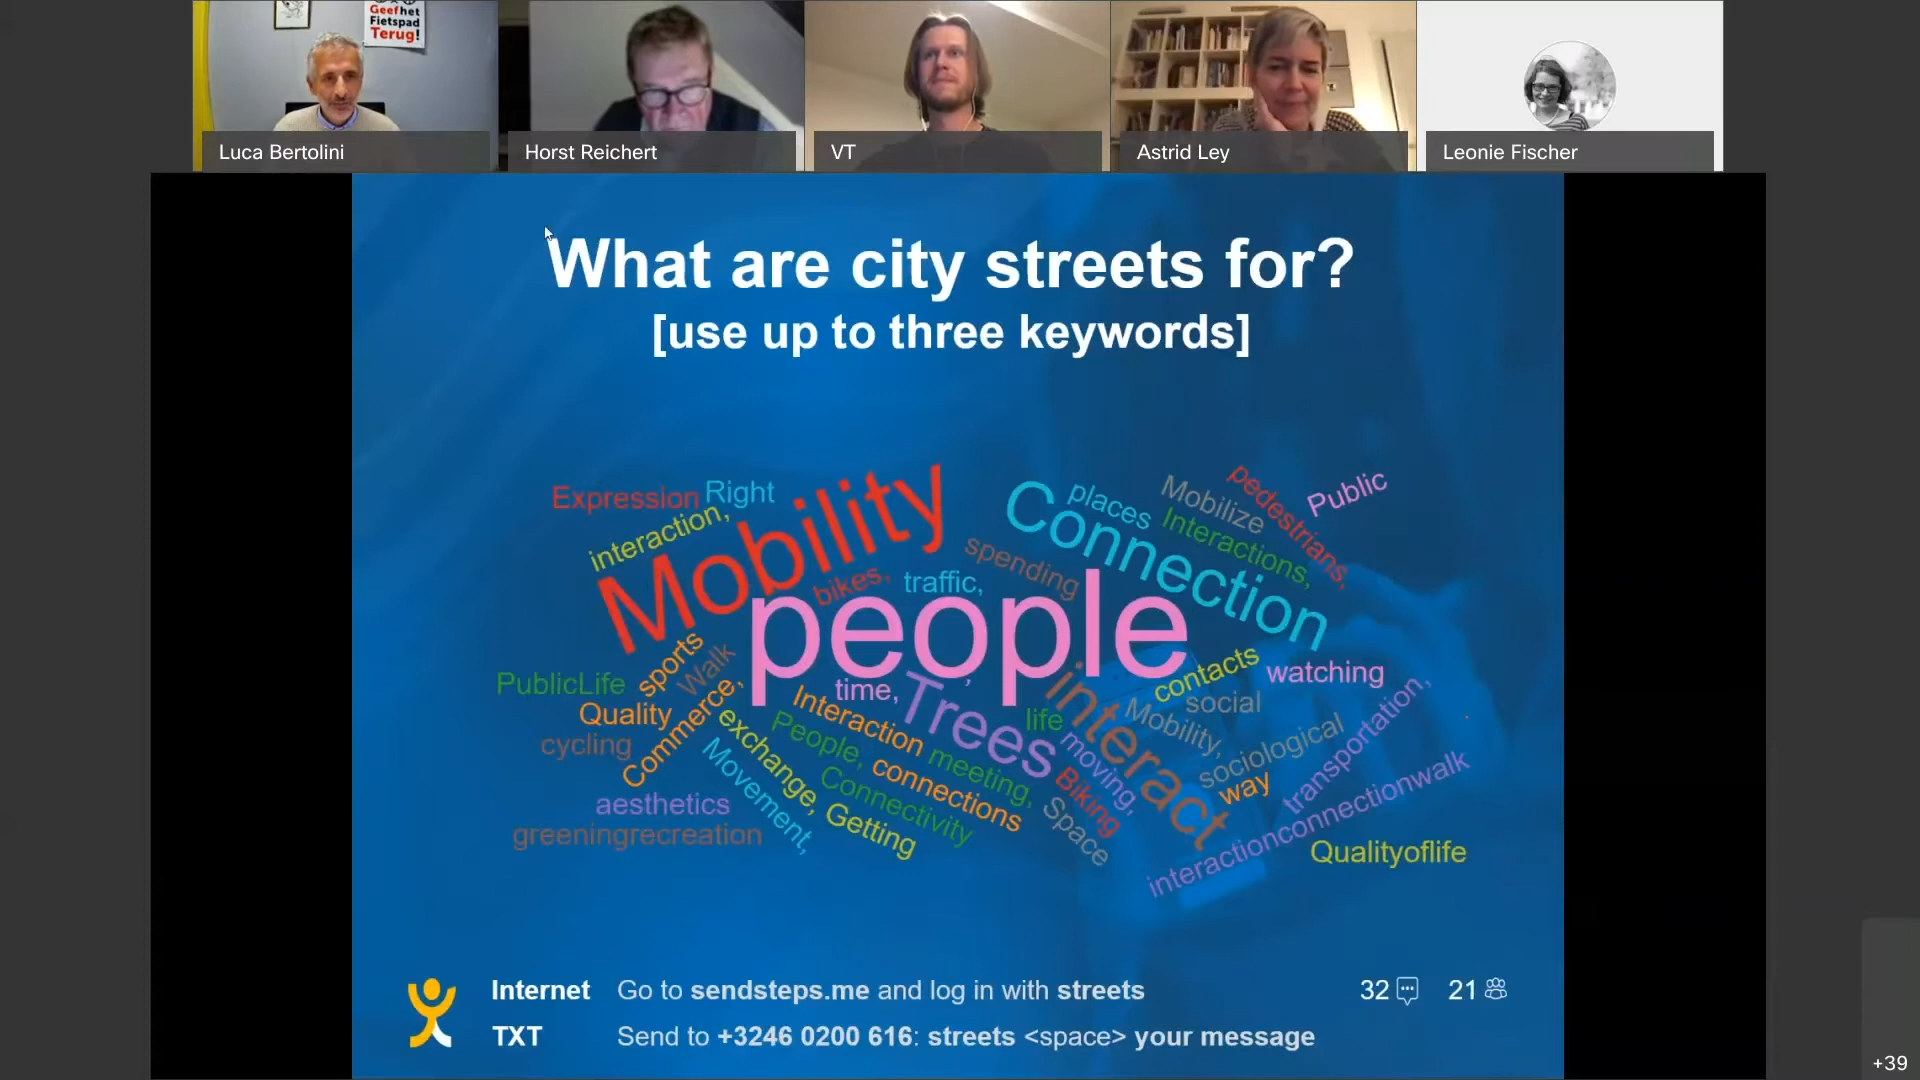 Geef het
Fietspad
Terug!
Luca Bertolini
Horst Reichert
VT
Astrid Ley
Leonie Fischer
What are city streets for?
[use up to three keywords]
Expression
Right
Mobility
interaction,
bikes,
traffic,
spending
places
Connection
Mobilize
Interactions,
pedestrians,
Public
people
sports
Walk
PublicLife
Quality
cycling
Commerce,
aesthetics
greeningrecreation
time,
Trees
,
Interaction
exchange,
Movement,
People,
meeting,
connections
Connectivity
Getting
life
moving,
Biking
Space
interact
contacts
watching
social
Mobility,
sociological
way
transportation,
interactionconnectionwalk
Qualityoflife
Internet Go to sendsteps.me and log in with streets 32 21
TXT Send to +3246 0200 616: streets <space> your message
+39